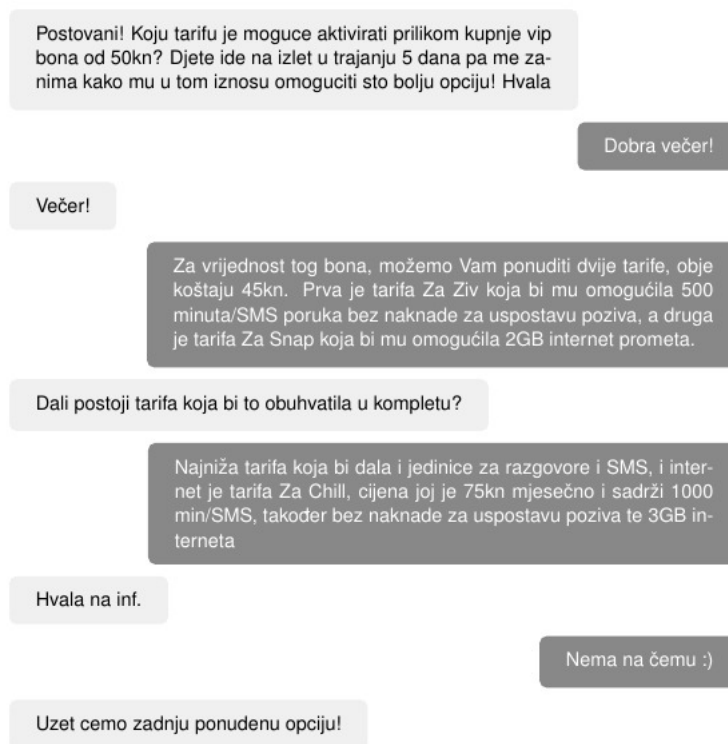 Postovani! Koju tarifu je moguce aktivirati prilikom kupnje vip
bona od 50kn? Djete ide na izlet u trajanju 5 dana pa me za-
nima kako mu u tom iznosu omoguciti sto bolju opciju! Hvala
Dobra večer!
Večer!
Za vrijednost tog bona, možemo Vam ponuditi dvije tarife, obje
koštaju 45kn. Prva je tarifa Za Ziv koja bi mu omogućila 500
minuta/SMS poruka bez naknade za uspostavu poziva, a druga
je tarifa Za Snap koja bi mu omogućila 2GB internet prometa.
Dali postoji tarifa koja bi to obuhvatila u kompletu?
Najniža tarifa koja bi dala i jedinice za razgovore i SMS, i inter-
net je tarifa Za Chill, cijena joj je 75kn mjesečno i sadrži 1000
min/SMS, također bez naknade za uspostavu poziva te 3GB in-
terneta
Hvala na inf.
Nema na čemu :)
Uzet cemo zadnju ponudenu opciju!